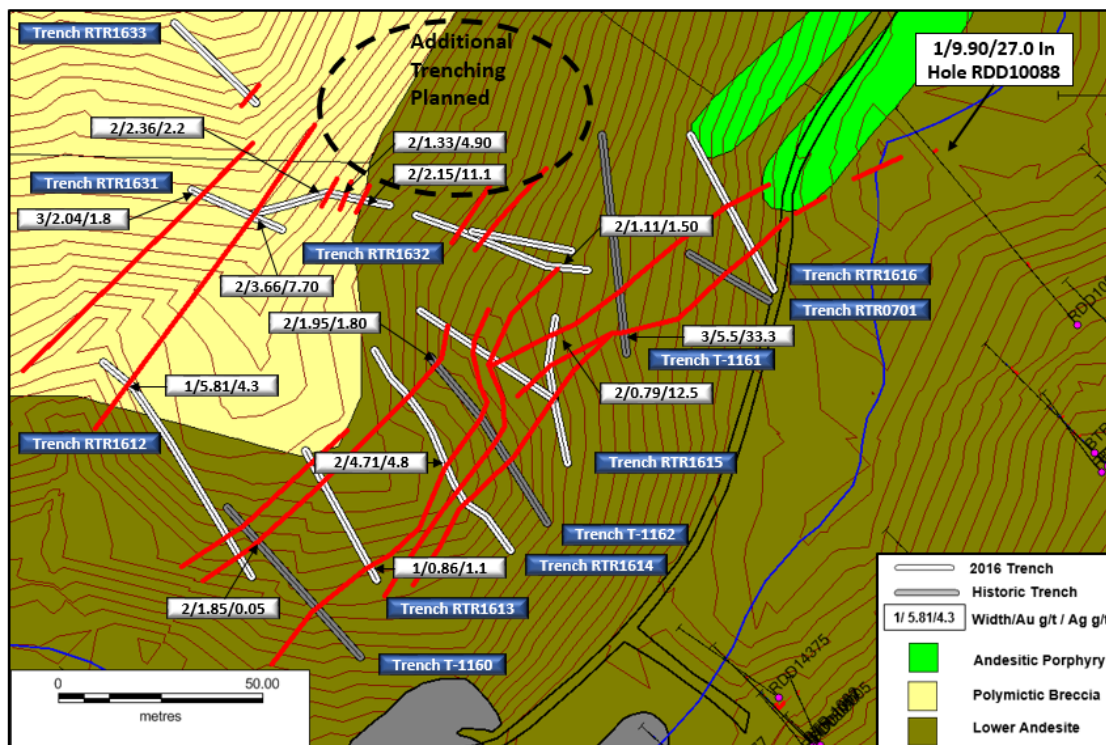 Trench RTR1633
Additional
Trenching
Planned
1/9.90/27.0 In
Hole RDD10088
2/2.36/2.2
2/1.33/4.90
2/2.15/11.1
Trench RTR1631
3/2.04/1.8
Trench RTR1632
2/1.11/1.50
Trench RTR1616
2/3.66/7.70
Trench RTR0701
2/1.95/1.80
3/5.5/33.3
Trench T-1161
1/5.81/4.3
2/0.79/12.5
Trench RTR1612
2/4.71/4.8
Trench RTR1615
Trench T-1162
Trench RTR1614
1/0.86/1.1
2/1.85/0.05
Trench RTR1613
Trench T-1160
RDD14375
0
50.00
metres
2016 Trench
Historic Trench
1/ 5.81/4.3
Width/Au g/t / Ag g/t
Andesitic Porphyry
Polymictic Breccia
Lower Andesite